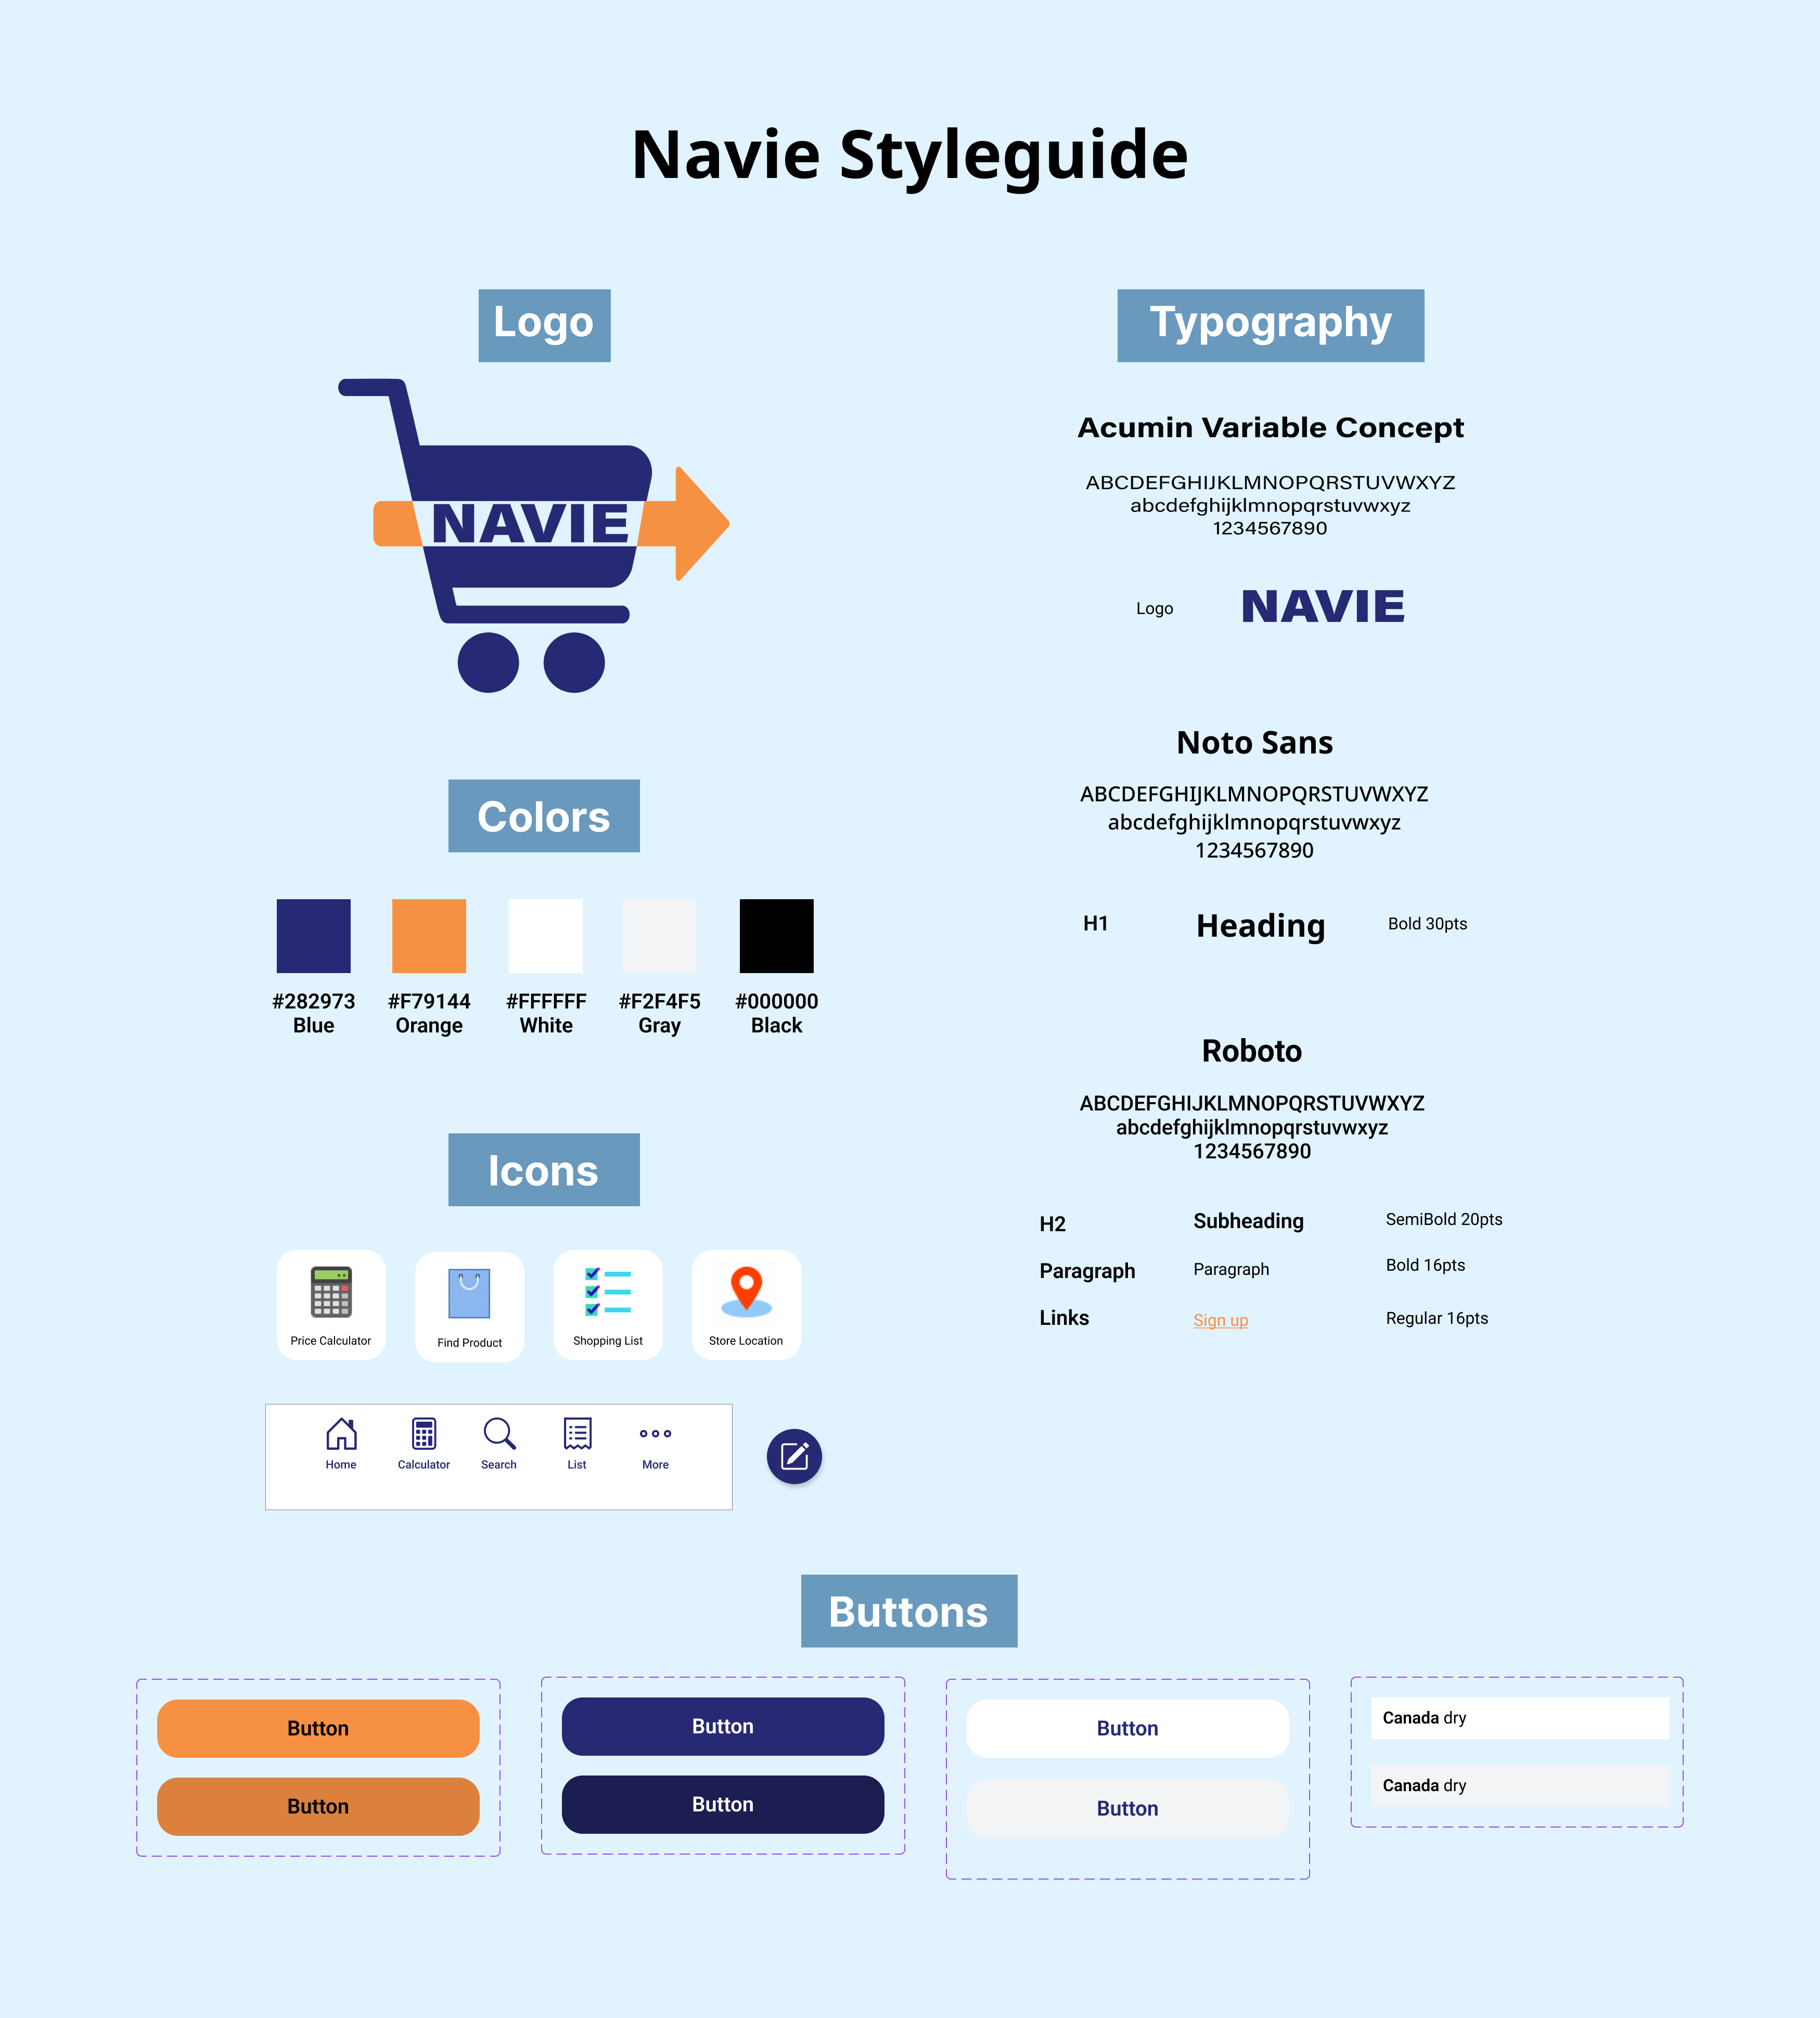 Navie Styleguide
Logo
NAVIE
Colors
#282973
Blue
#F79144
Orange
#FFFFFF
White
#F2F4F5
Gray
#000000
Black
Icons
Price Calculator
Find Product
Shopping List
Store Location
Home
Calculator
Search
List
More
Typography
Acumin Variable Concept
ABCDEFGHIJKLMNOPQRSTUVWXYZ
abcdefghijklmnopqrstuvwxyz
1234567890
Logo NAVIE
Noto Sans
ABCDEFGHIJKLMNOPQRSTUVWXYZ
abcdefghijklmnopqrstuvwxyz
1234567890
H1 Heading Bold 30pts
Roboto
ABCDEFGHIJKLMNOPQRSTUVWXYZ
abcdefghijklmnopqrstuvwxyz
1234567890
H2 Subheading SemiBold 20pts
Paragraph Paragraph Bold 16pts
Links Sign up Regular 16pts
Buttons
Button
Button
Button
Button
Button
Button
Canada dry
Canada dry